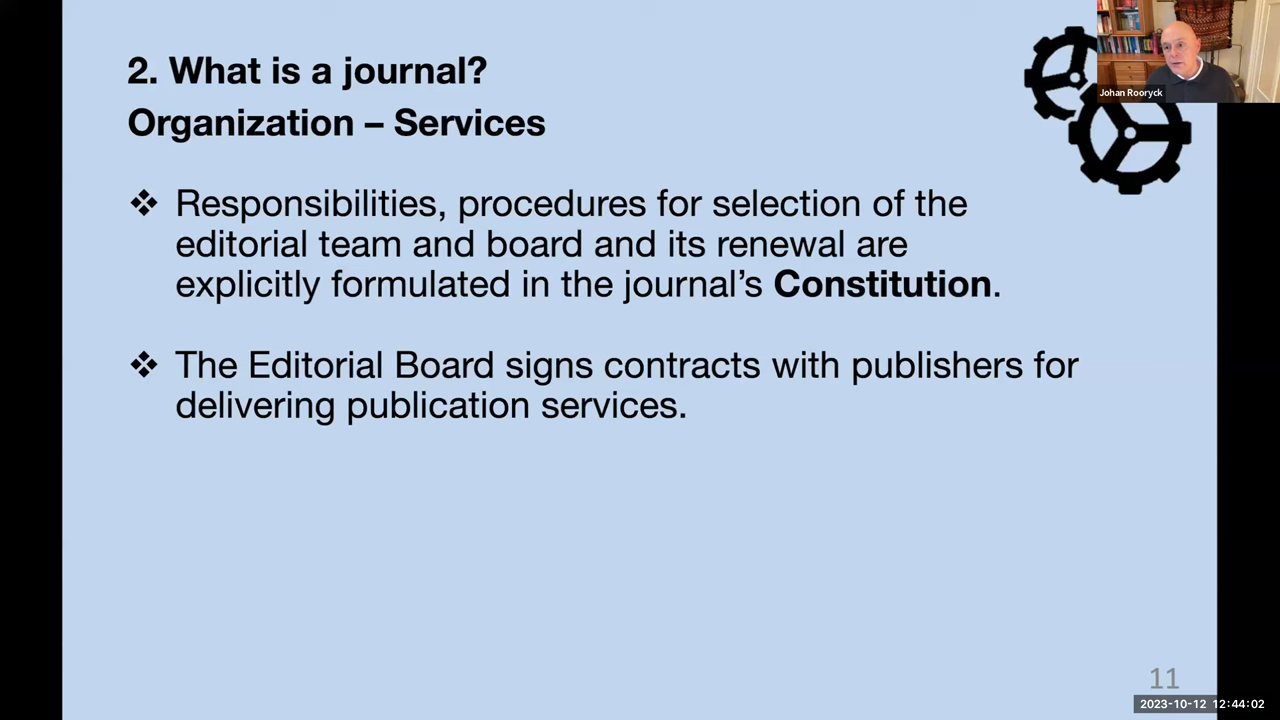 2. What is a journal?
Organization – Services
❖ Responsibilities, procedures for selection of the
editorial team and board and its renewal are
explicitly formulated in the journal’s Constitution.
❖ The Editorial Board signs contracts with publishers for
delivering publication services.
Johan Rooryck
11
2023-10-12 12:44:02